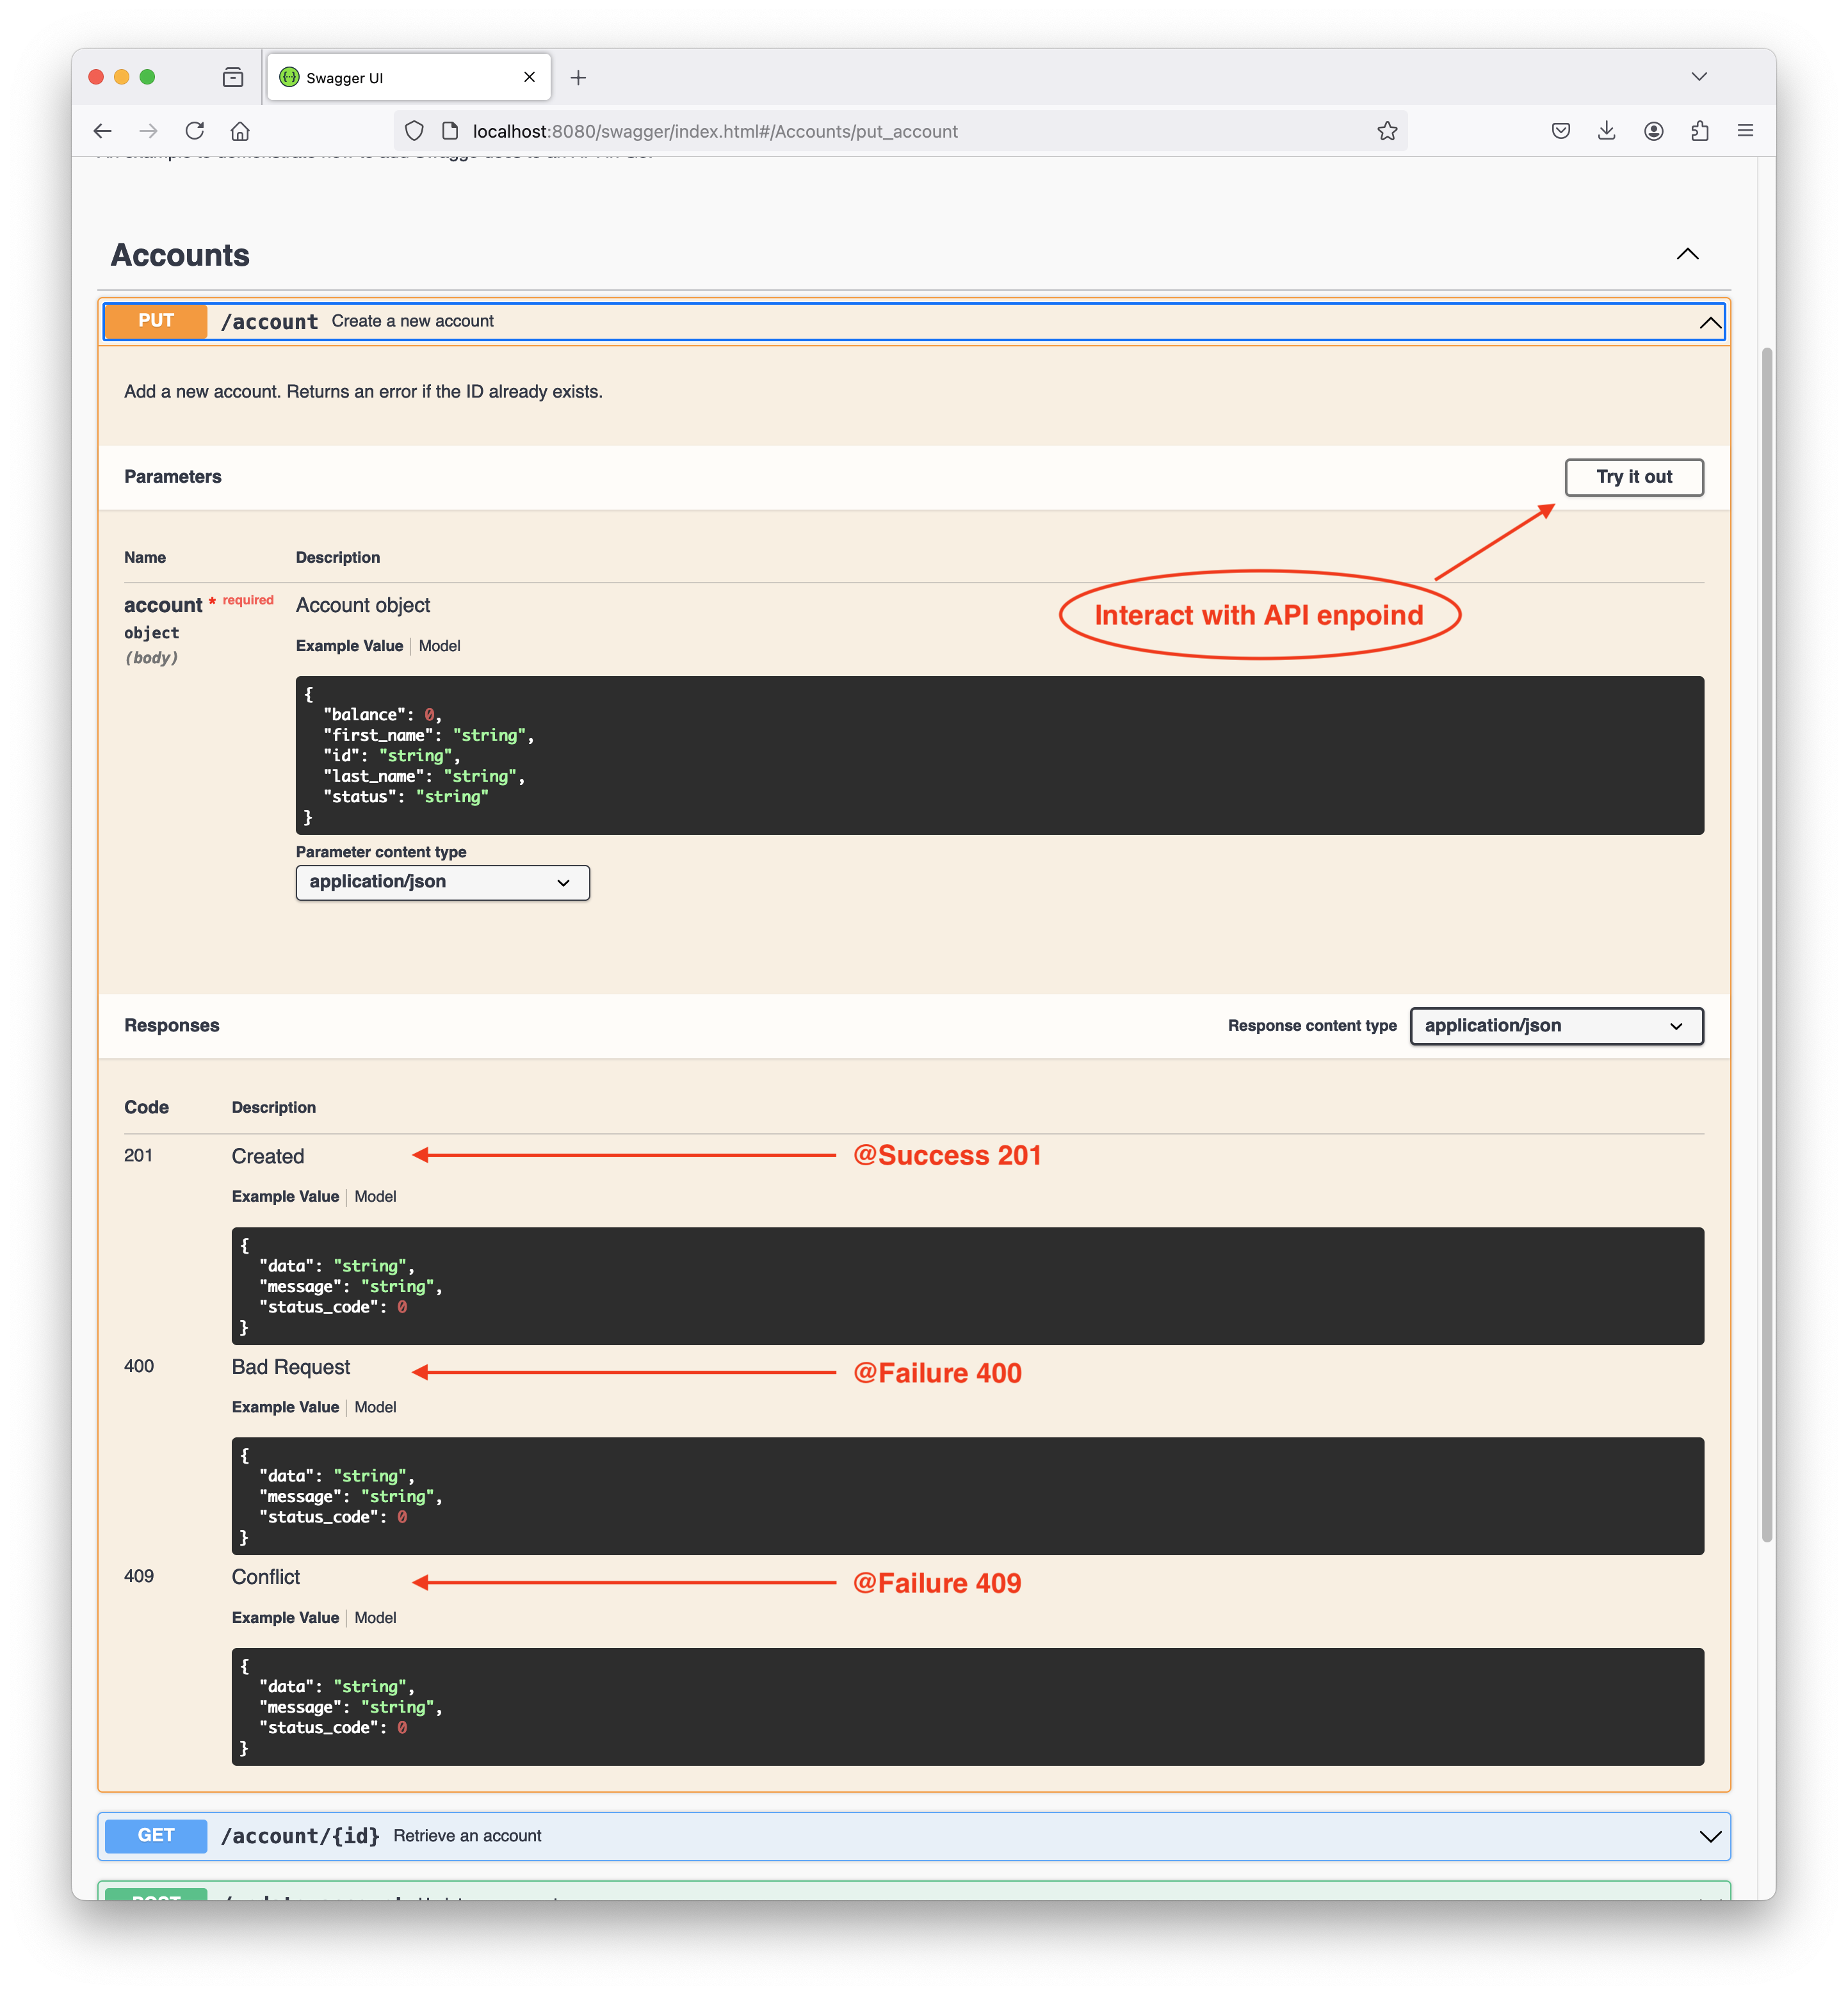 Swagger UI
localhost:8080/swagger/index.html#/Accounts/put_account
Accounts
PUT /account Create a new account
Add a new account. Returns an error if the ID already exists.
Parameters
Try it out
Name Description
account * required Account object
object
(body)
Interact with API enpoind
Example Value Model
{
"balance": 0,
"first_name": "string",
"id": "string",
"last_name": "string",
"status": "string"
}
Parameter content type
application/json
Responses
Response content type application/json
Code Description
201 Created @Success 201
Example Value Model
{
"data": "string",
"message": "string",
"status_code": 0
}
400 Bad Request @Failure 400
Example Value Model
{
"data": "string",
"message": "string",
"status_code": 0
}
409 Conflict @Failure 409
Example Value Model
{
"data": "string",
"message": "string",
"status_code": 0
}
GET /account/{id} Retrieve an account
POST